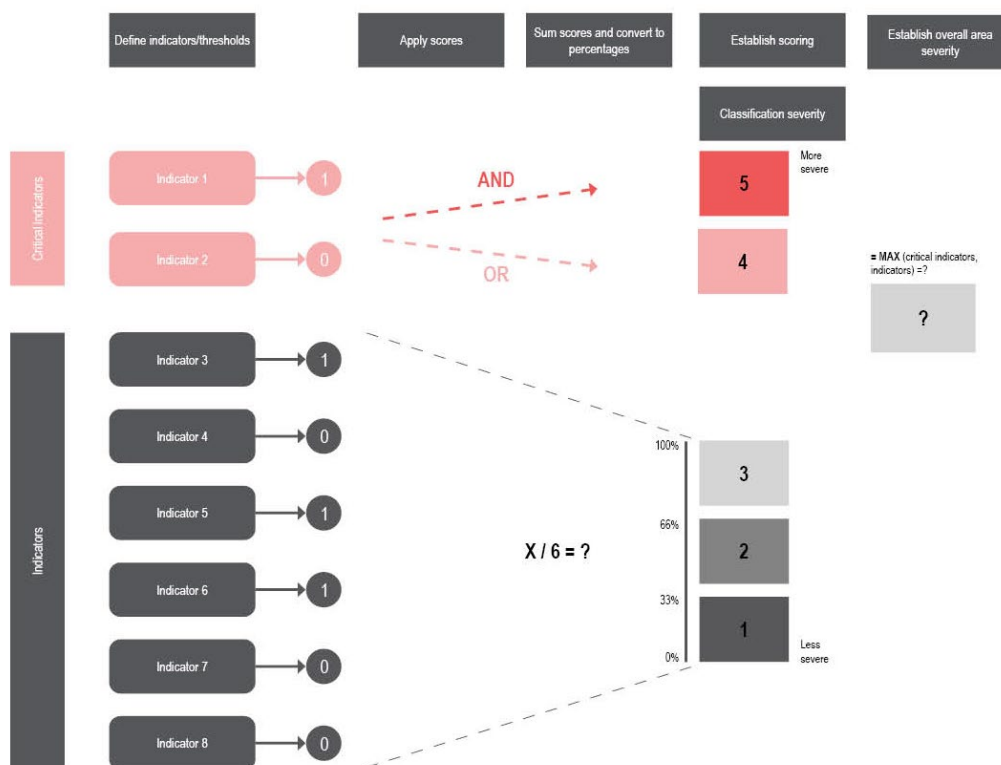 Define indicators/thresholds
Apply scores
Sum scores and convert to
percentages
Establish scoring
Establish overall area
severity
Classification severity
Critical Indicators
Indicator 1
1
AND
5
More
severe
Indicator 2
0
OR
4
= MAX (critical indicators,
indicators) =?
?
Indicators
Indicator 3
1
Indicator 4
0
100%
3
Indicator 5
1
66%
X / 6 = ?
2
Indicator 6
1
33%
1
Less
severe
0%
Indicator 7
0
Indicator 8
0